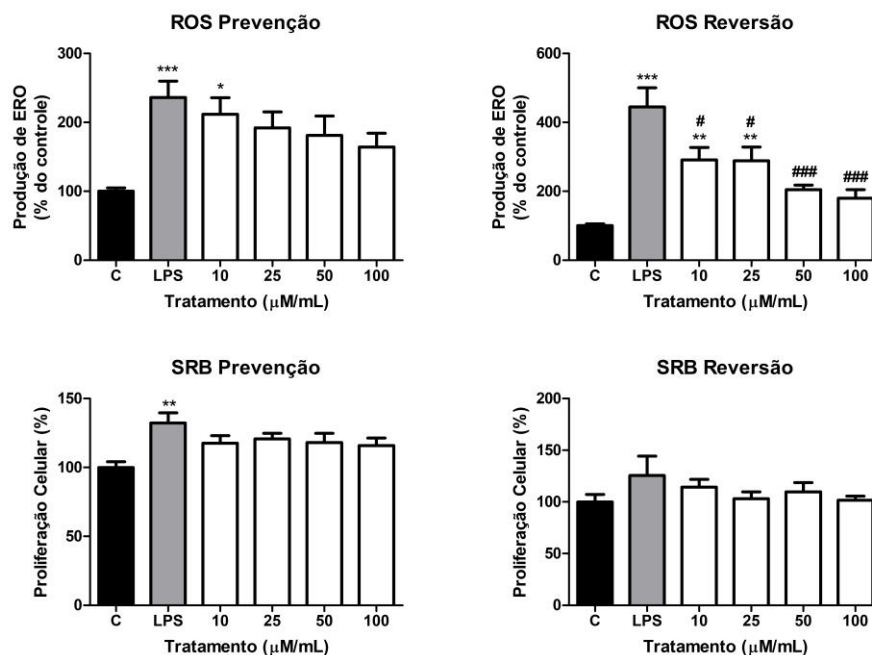 ROS Prevenção
Produção de ERO
(% do controle)
300
200
100
0
***
*
C LPS 10 25 50 100
Tratamento (µM/mL)
ROS Reversão
Produção de ERO
(% do controle)
600
400
200
0
***
# # ### ###
** **
C LPS 10 25 50 100
Tratamento (µM/mL)
SRB Prevenção
Proliferação Celular (%)
150
100
50
0
**
C LPS 10 25 50 100
Tratamento (µM/mL)
SRB Reversão
Proliferação Celular (%)
200
150
100
50
0
C LPS 10 25 50 100
Tratamento (µM/mL)